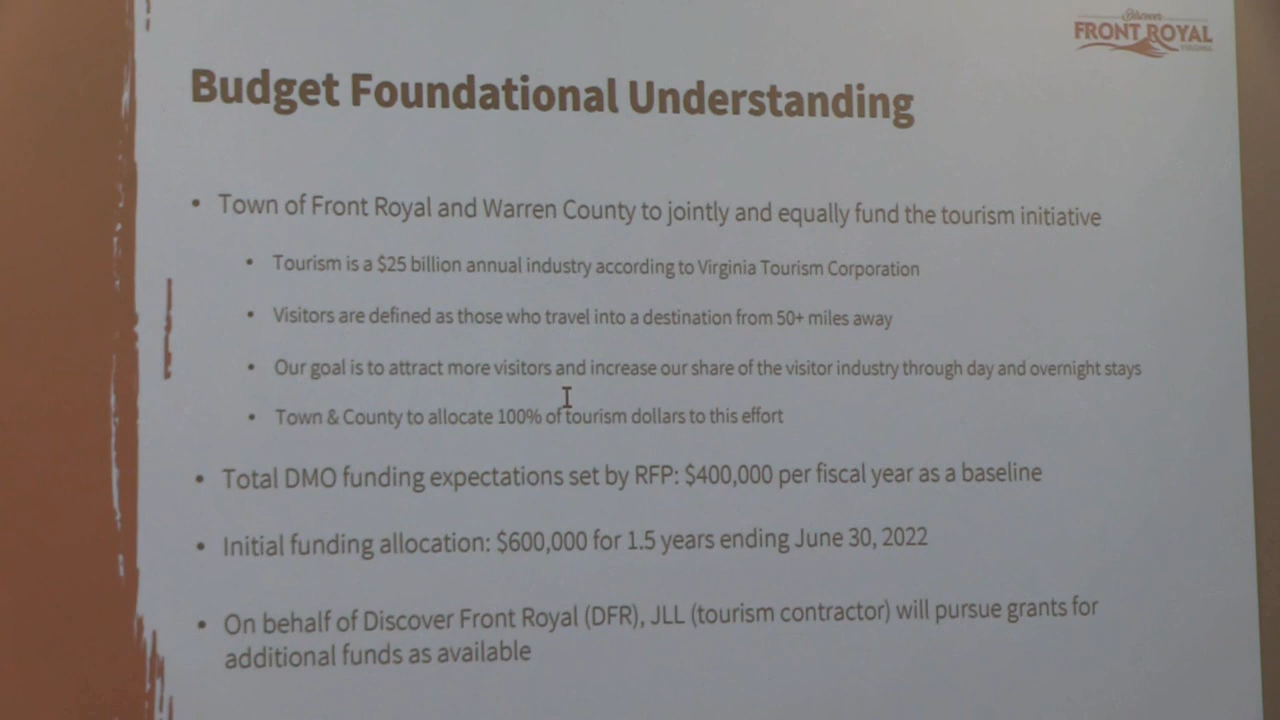 Discover
FRONT ROYAL
VIRGINIA
Budget Foundational Understanding
• Town of Front Royal and Warren County to jointly and equally fund the tourism initiative
• Tourism is a $25 billion annual industry according to Virginia Tourism Corporation
• Visitors are defined as those who travel into a destination from 50+ miles away
• Our goal is to attract more visitors and increase our share of the visitor industry through day and overnight stays
• Town & County to allocate 100% of tourism dollars to this effort
• Total DMO funding expectations set by RFP: $400,000 per fiscal year as a baseline
• Initial funding allocation: $600,000 for 1.5 years ending June 30, 2022
• On behalf of Discover Front Royal (DFR), JLL (tourism contractor) will pursue grants for
additional funds as available